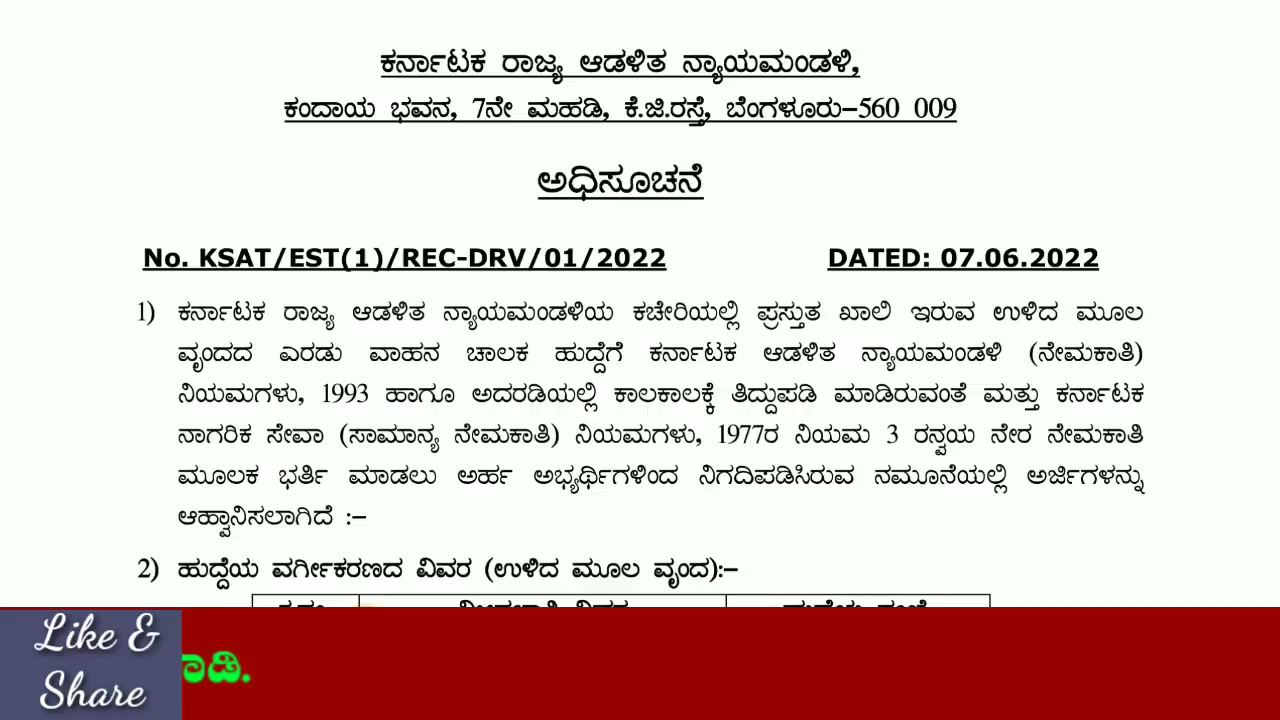 ಕರ್ನಾಟಕ ರಾಜ್ಯ ಆಡಳಿತ ನ್ಯಾಯಮಂಡಳಿ,
ಕಂದಾಯ ಭವನ, 7ನೇ ಮಹಡಿ, ಕೆ.ಜಿ.ರಸ್ತೆ, ಬೆಂಗಳೂರು-560 009
ಅಧಿಸೂಚನೆ
No. KSAT/EST(1)/REC-DRV/01/2022 DATED: 07.06.2022
1) ಕರ್ನಾಟಕ ರಾಜ್ಯ ಆಡಳಿತ ನ್ಯಾಯಮಂಡಳಿಯ ಕಚೇರಿಯಲ್ಲಿ ಪ್ರಸ್ತುತ ಖಾಲಿ ಇರುವ ಉಳಿದ ಮೂಲ
ವೃಂದದ ಎರಡು ವಾಹನ ಚಾಲಕ ಹುದ್ದೆಗೆ ಕರ್ನಾಟಕ ಆಡಳಿತ ನ್ಯಾಯಮಂಡಳಿ (ನೇಮಕಾತಿ)
ನಿಯಮಗಳು, 1993 ಹಾಗೂ ಅದರಡಿಯಲ್ಲಿ ಕಾಲಕಾಲಕ್ಕೆ ತಿದ್ದುಪಡಿ ಮಾಡಿರುವಂತೆ ಮತ್ತು ಕರ್ನಾಟಕ
ನಾಗರಿಕ ಸೇವಾ (ಸಾಮಾನ್ಯ ನೇಮಕಾತಿ) ನಿಯಮಗಳು, 1977ರ ನಿಯಮ 3 ರನ್ವಯ ನೇರ ನೇಮಕಾತಿ
ಮೂಲಕ ಭರ್ತಿ ಮಾಡಲು ಅರ್ಹ ಅಭ್ಯರ್ಥಿಗಳಿಂದ ನಿಗದಿಪಡಿಸಿರುವ ನಮೂನೆಯಲ್ಲಿ ಅರ್ಜಿಗಳನ್ನು
ಆಹ್ವಾನಿಸಲಾಗಿದೆ :-
2) ಹುದ್ದೆಯ ವರ್ಗೀಕರಣದ ವಿವರ (ಉಳಿದ ಮೂಲ ವೃಂದ):-
Like &
Share